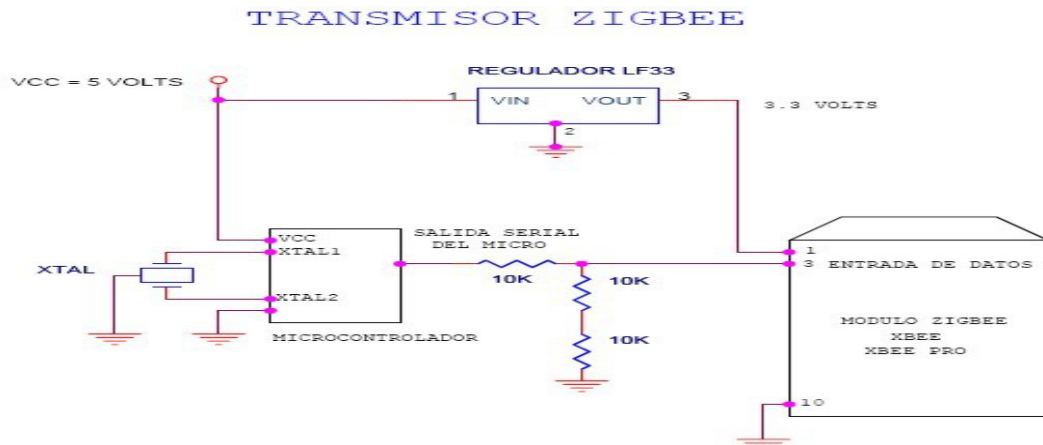 TRANSMISOR ZIGBEE
REGULADOR LF33
VCC = 5 VOLTS
1
VIN
VOUT
3
3.3 VOLTS
2
SALIDA SERIAL
DEL MICRO
VCC
XTAL1
XTAL
XTAL2
10K
10K
10K
MICROCONTROLADOR
1
3
ENTRADA DE DATOS
MODULO ZIGBEE
XBEE
XBEE PRO
10